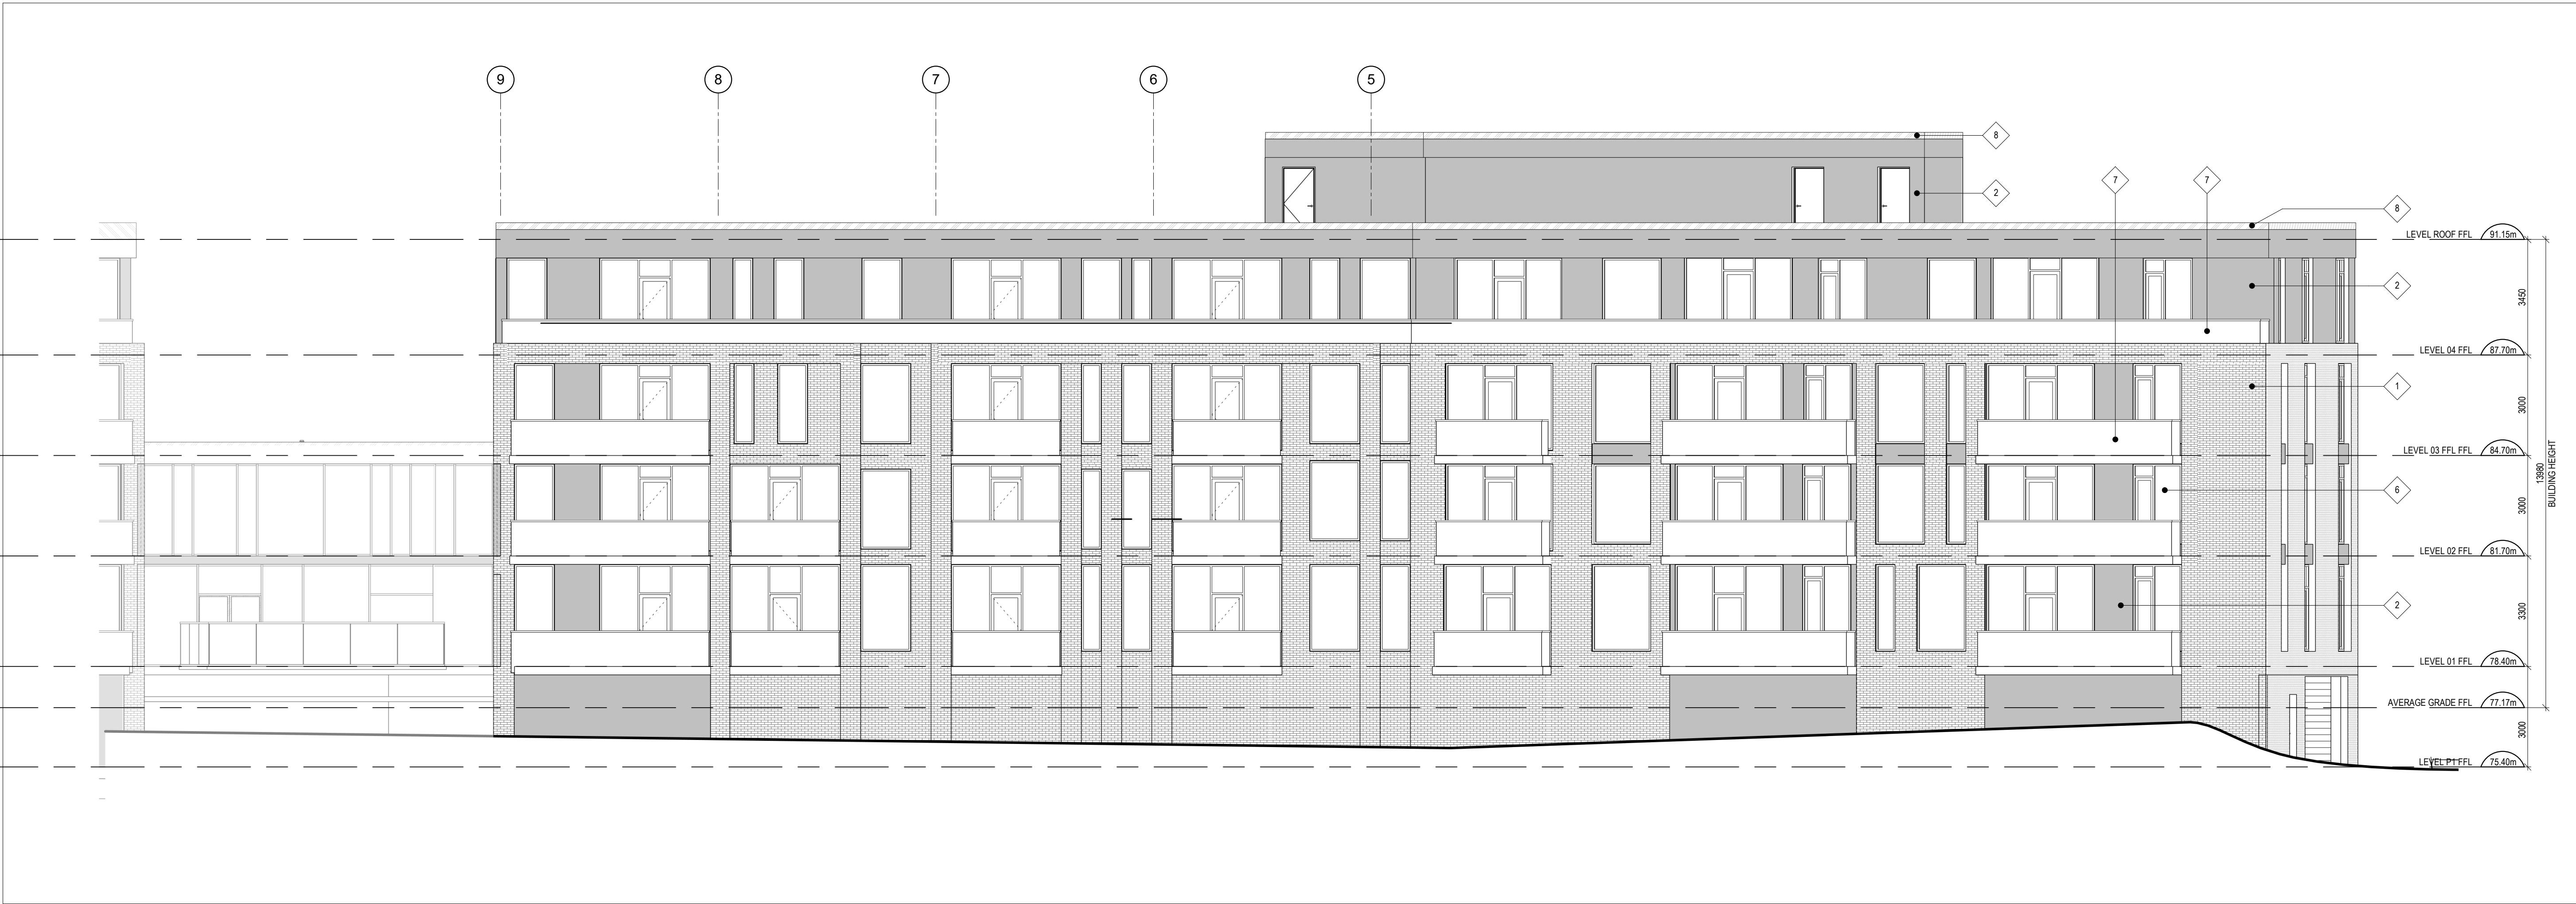 9
8
7
6
5
8
2
7
7
8
LEVEL ROOF FFL 91.15m
2
3450
LEVEL 04 FFL 87.70m
1
3000
LEVEL 03 FFL FFL 84.70m
13980
BUILDING HEIGHT
6
3000
LEVEL 02 FFL 81.70m
2
3300
LEVEL 01 FFL 78.40m
AVERAGE GRADE FFL 77.17m
3000
LEVEL P1 FFL 75.40m